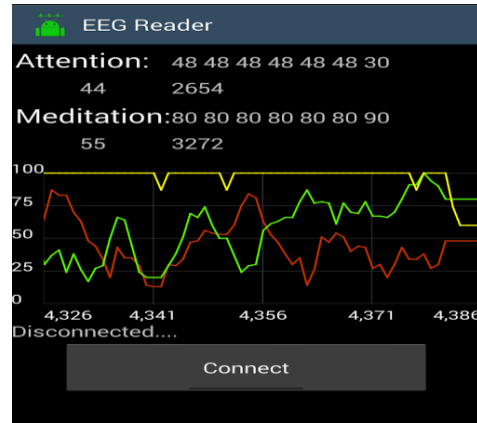 EEG Reader
Attention: 48 48 48 48 48 48 30
44 2654
Meditation:80 80 80 80 80 80 90
55 3272
100
75
50
25
0
4,326 4,341 4,356 4,371 4,386
Disconnected....
Connect